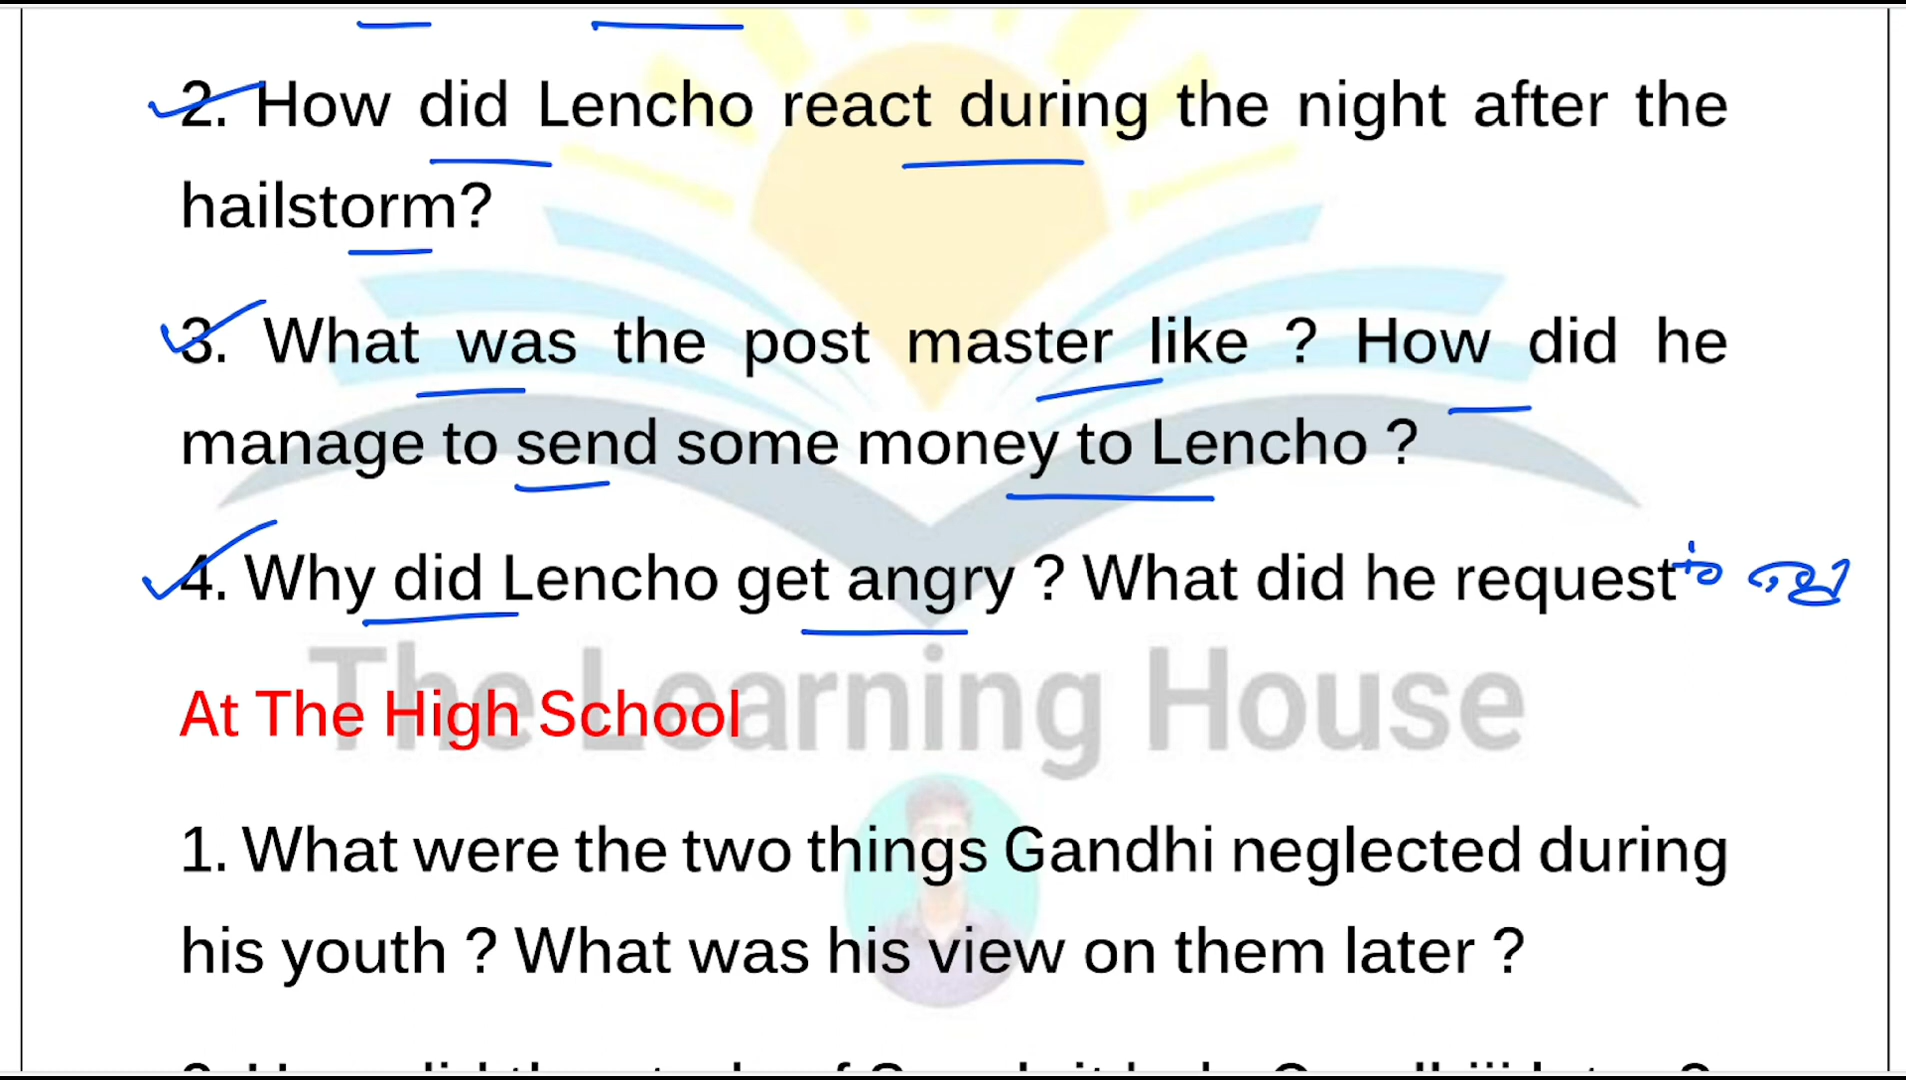 2. How did Lencho react during the night after the
hailstorm?
3. What was the post master like ? How did he
manage to send some money to Lencho ?
4. Why did Lencho get angry ? What did he request to
At The High School
The Learning House
1. What were the two things Gandhi neglected during
his youth ? What was his view on them later ?